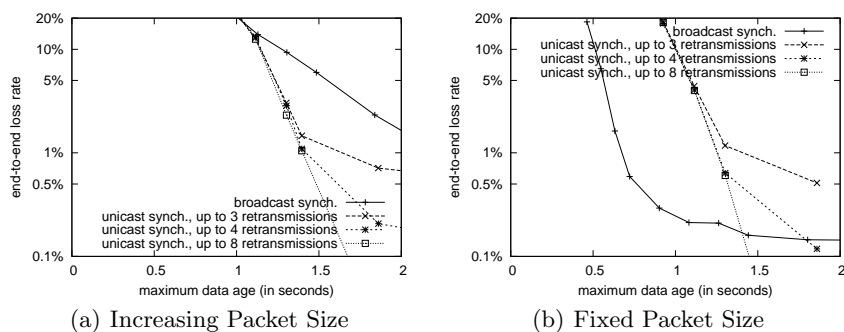 20%
10%
5%
1%
0.5%
0.1%
end-to-end loss rate
broadcast synch.
unicast synch., up to 3 retransmissions
unicast synch., up to 4 retransmissions
unicast synch., up to 8 retransmissions
0 0.5 1 1.5 2
maximum data age (in seconds)
(a) Increasing Packet Size
20%
10%
5%
1%
0.5%
0.1%
end-to-end loss rate
broadcast synch.
unicast synch., up to 3 retransmissions
unicast synch., up to 4 retransmissions
unicast synch., up to 8 retransmissions
0 0.5 1 1.5 2
maximum data age (in seconds)
(b) Fixed Packet Size